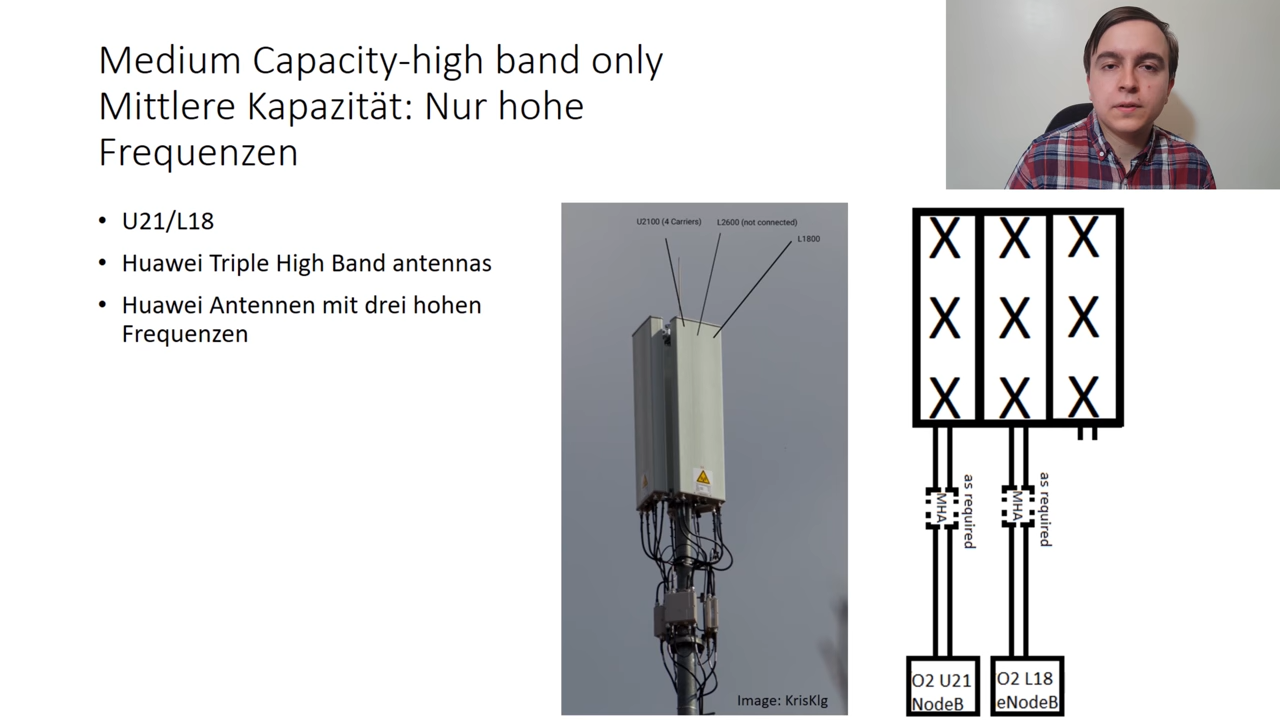 Medium Capacity-high band only
Mittlere Kapazität: Nur hohe
Frequenzen
• U21/L18
• Huawei Triple High Band antennas
• Huawei Antennen mit drei hohen
Frequenzen
U2100 (4 Carriers)
L2600 (not connected)
L1800
Image: KrisKlg
X X X
X X X
X X X
MHA
as required
MHA
as required
O2 U21
NodeB
O2 L18
eNodeB